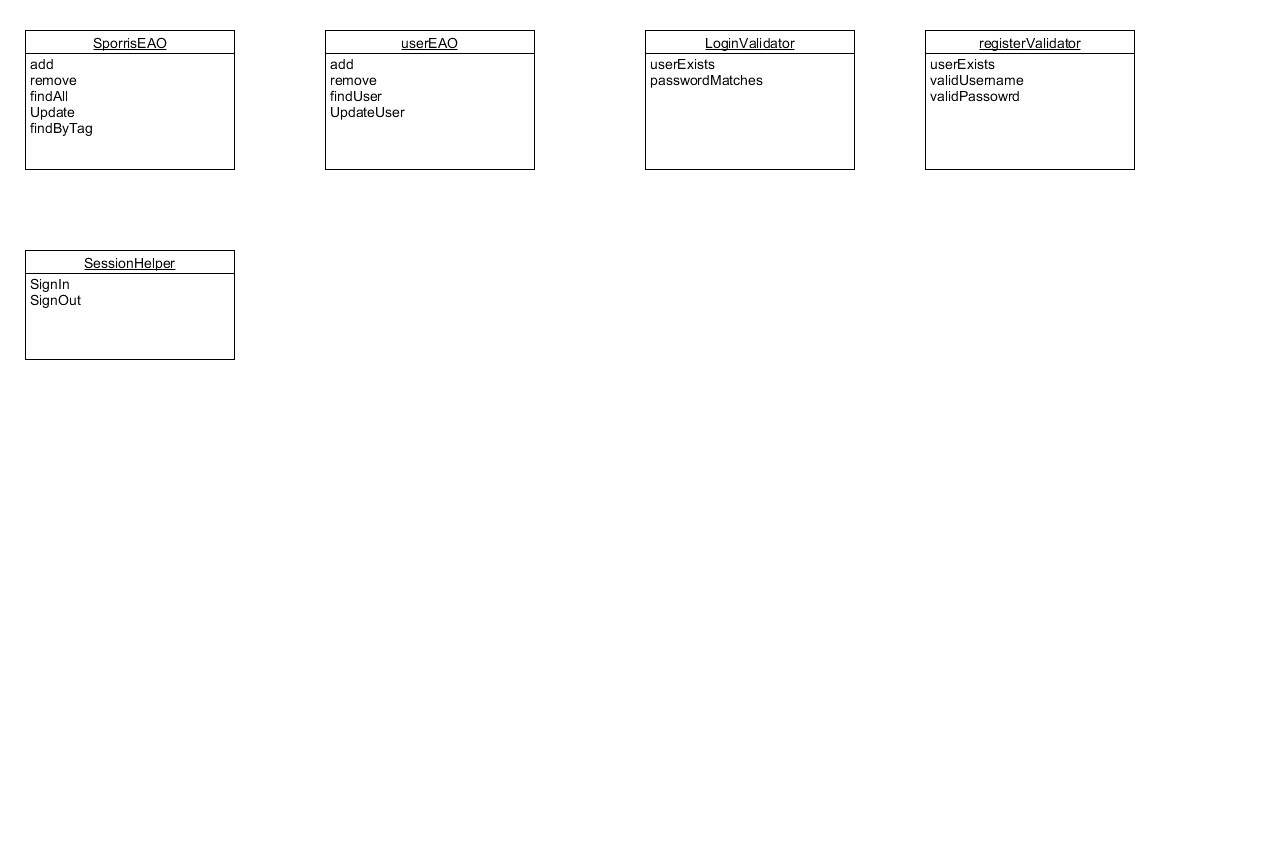 SporrisEAO
add
remove
findAll
Update
findByTag
userEAO
add
remove
findUser
UpdateUser
LoginValidator
userExists
passwordMatches
registerValidator
userExists
validUsername
validPassowrd
SessionHelper
SignIn
SignOut